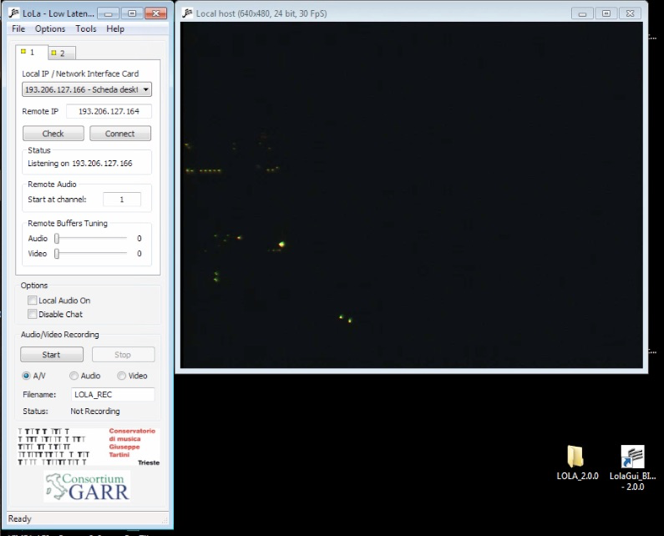 LoLa - Low Laten...
Local host (640x480, 24 bit, 30 FpS)
File Options Tools Help
1 2
Local IP / Network Interface Card
193.206.127.166 - Scheda deskt
Remote IP 193.206.127.164
Check Connect
Status
Listening on 193.206.127.166
Remote Audio
Start at channel: 1
Remote Buffers Tuning
Audio 0
Video 0
Options
Local Audio On
Disable Chat
Audio/Video Recording
Start Stop
A/V Audio Video
Filename: LOLA_REC
Status: Not Recording
Conservatorio
di musica
Giuseppe
Tartini
Trieste
Consortium
GARR
Ready
LOLA_2.0.0
LolaGui_BI...
- 2.0.0